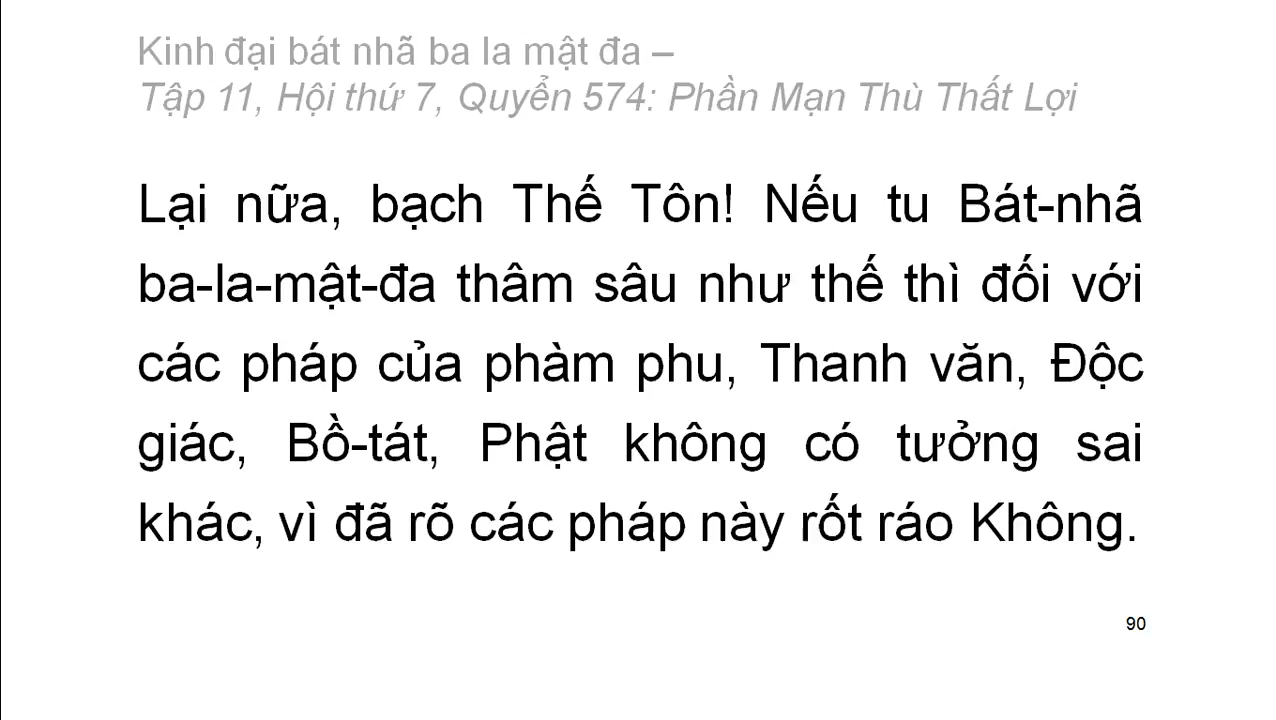 Kinh đại bát nhã ba la mật đa –
Tập 11, Hội thứ 7, Quyển 574: Phần Mạn Thù Thất Lợi
Lại nữa, bạch Thế Tôn! Nếu tu Bát-nhã
ba-la-mật-đa thâm sâu như thế thì đối với
các pháp của phàm phu, Thanh văn, Độc
giác, Bồ-tát, Phật không có tưởng sai
khác, vì đã rõ các pháp này rốt ráo Không.
90